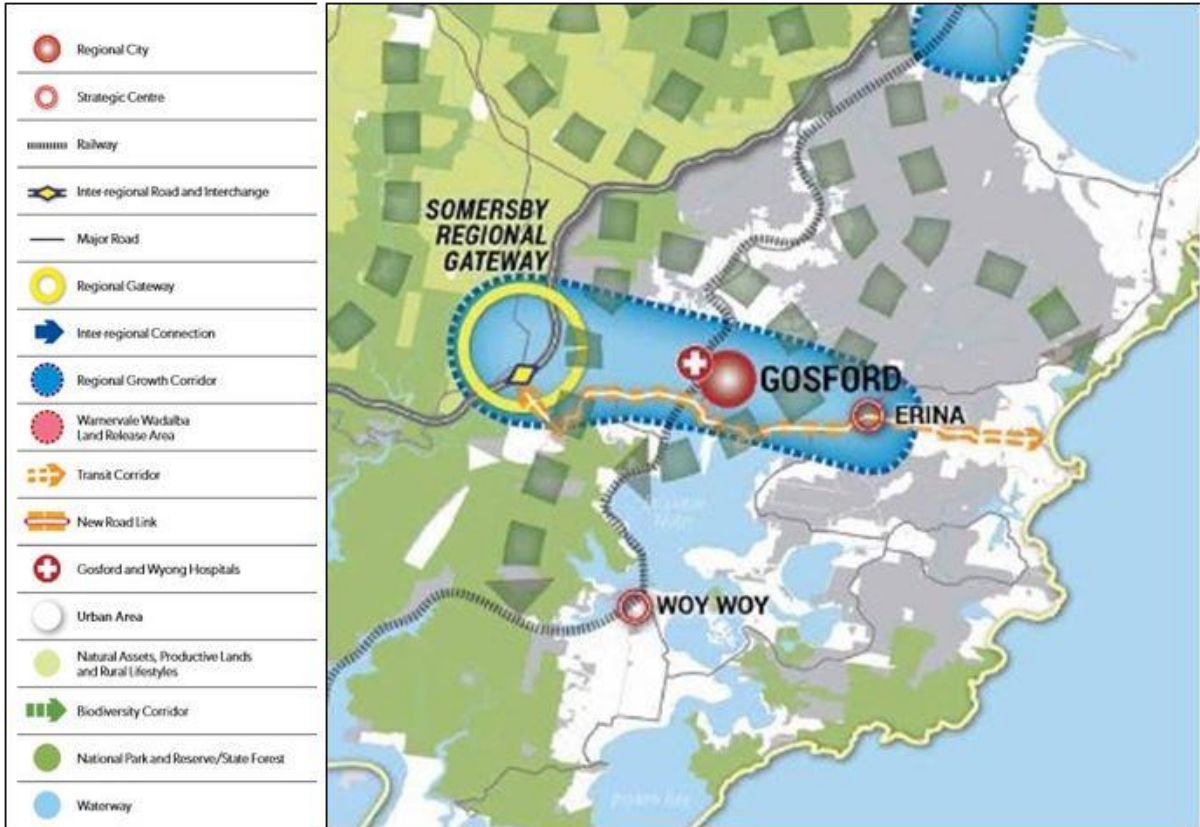 Regional City
Strategic Centre
Railway
Inter-regional Road and Interchange
Major Road
Regional Gateway
Inter-regional Connection
Regional Growth Corridor
Warnervale Wadalba
Land Release Area
Transit Corridor
New Road Link
Gosford and Wyong Hospitals
Urban Area
Natural Assets, Productive Lands
and Rural Lifestyles
Biodiversity Corridor
National Park and Reserve/State Forest
Waterway
SOMERSBY
REGIONAL
GATEWAY
GOSFORD
ERINA
Water
WOY WOY
Broken Bay